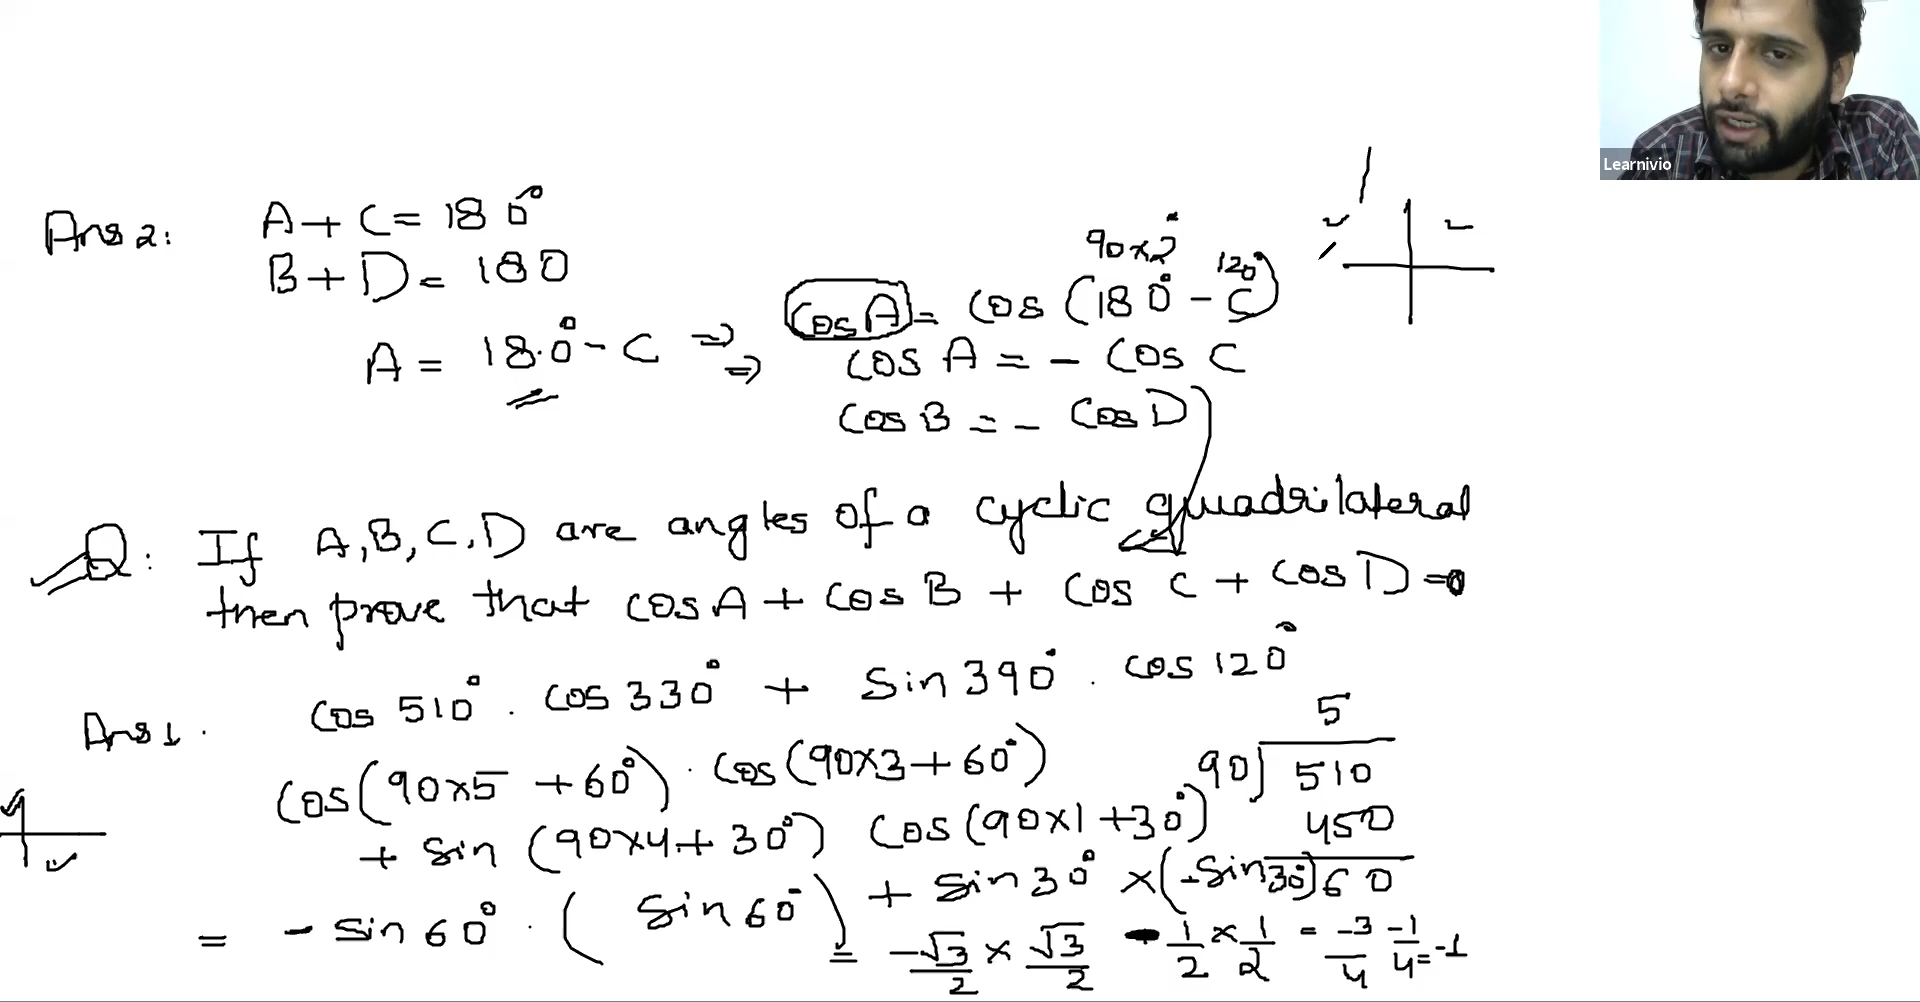 Learnivio
Ans 2: A + C = 180°
B + D = 180
A = 180° - C ⇒
90×2 120°
cos A = cos (180° - C)
⇒ cos A = - cos C
cos B = - cos D
Q: If A, B, C, D are angles of a cyclic quadrilateral
then prove that cos A + cos B + cos C + cos D = 0
Ans 1. cos 510° . cos 330° + sin 390° . cos 120°
cos (90×5 + 60°) . cos (90×3 + 60°)
+ sin (90×4 + 30°) cos (90×1 + 30°)
5
90) 510
450
60
= - sin 60° . ( sin 60° ) + sin 30° × (-sin 30°)
= -√3/2 × √3/2 - 1/2 × 1/2 = -3/4 -1/4 = -1